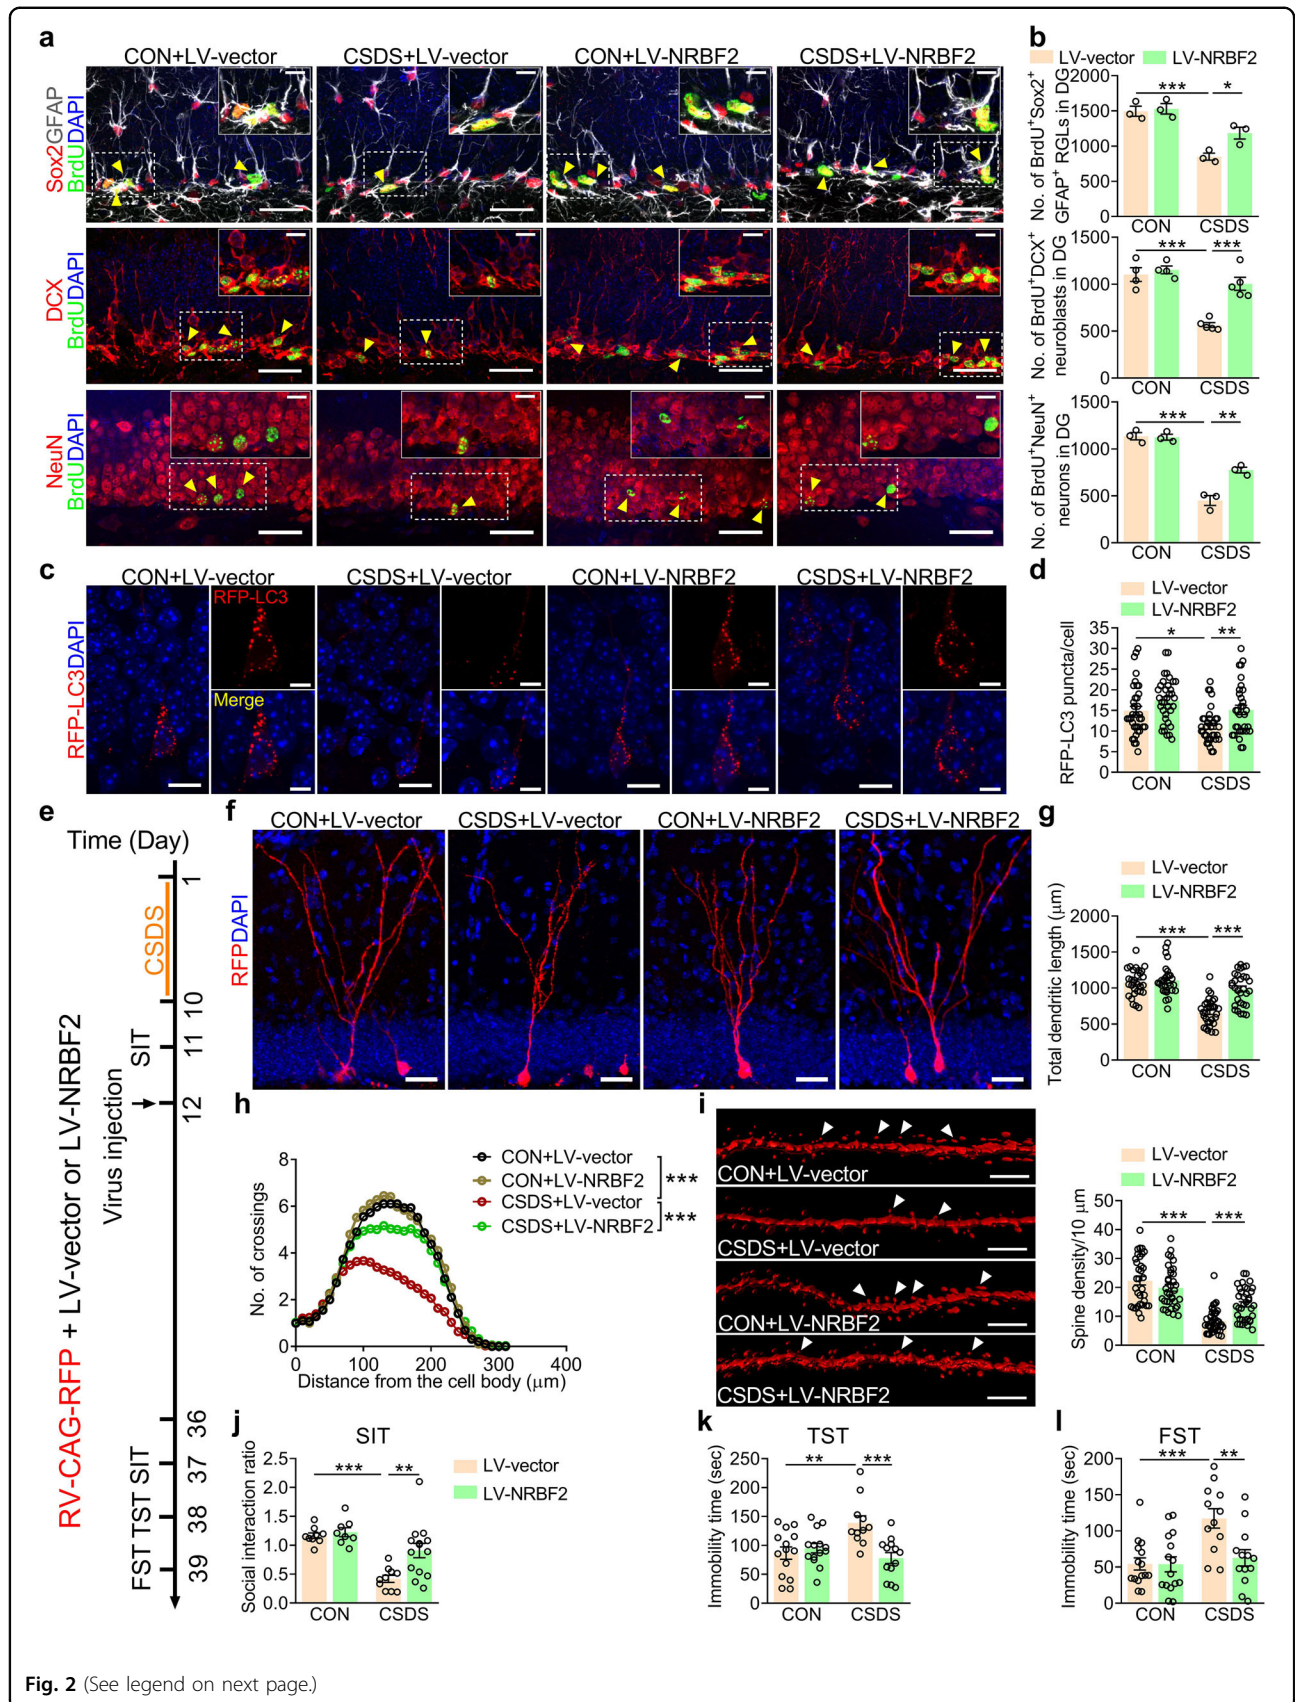 a
CON+LV-vector
CSDS+LV-vector
CON+LV-NRBF2
CSDS+LV-NRBF2
Sox2GFAP
BrdUDAPI
DCX
BrdUDAPI
NeuN
BrdUDAPI
b
LV-vector
LV-NRBF2
No. of BrdU⁺Sox2⁺
GFAP⁺ RGLs in DG
2000
1500
1000
500
0
***
*
CON
CSDS
No. of BrdU⁺DCX⁺
neuroblasts in DG
1500
1000
500
0
***
***
CON
CSDS
No. of BrdU⁺NeuN⁺
neurons in DG
1500
1000
500
0
***
**
CON
CSDS
c
CON+LV-vector
CSDS+LV-vector
CON+LV-NRBF2
CSDS+LV-NRBF2
RFP-LC3DAPI
RFP-LC3
Merge
d
LV-vector
LV-NRBF2
RFP-LC3 puncta/cell
35
30
25
20
15
10
5
0
*
**
CON
CSDS
e
Time (Day)
RV-CAG-RFP + LV-vector or LV-NRBF2
CSDS
SIT
Virus injection
FST TST SIT
1
10
11
12
36
37
38
39
f
CON+LV-vector
CSDS+LV-vector
CON+LV-NRBF2
CSDS+LV-NRBF2
RFPDAPI
g
LV-vector
LV-NRBF2
Total dendritic length (μm)
2000
1500
1000
500
0
***
***
CON
CSDS
h
No. of crossings
8
6
4
2
0
CON+LV-vector
CON+LV-NRBF2
CSDS+LV-vector
CSDS+LV-NRBF2
***
***
0
100
200
300
400
Distance from the cell body (μm)
i
CON+LV-vector
CSDS+LV-vector
CON+LV-NRBF2
CSDS+LV-NRBF2
LV-vector
LV-NRBF2
Spine density/10 μm
50
40
30
20
10
0
***
***
CON
CSDS
j
SIT
Social interaction ratio
2.5
2.0
1.5
1.0
0.5
0.0
***
**
LV-vector
LV-NRBF2
CON
CSDS
k
TST
Immobility time (sec)
250
200
150
100
50
0
**
***
CON
CSDS
l
FST
Immobility time (sec)
200
150
100
50
0
***
**
CON
CSDS
Fig. 2 (See legend on next page.)